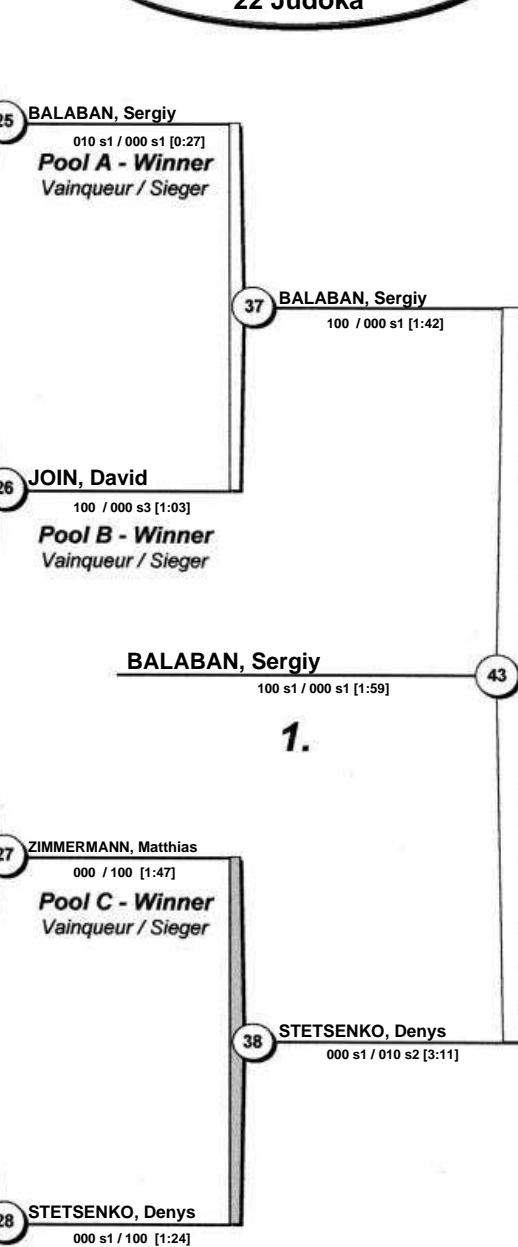 22 Judoka
25 BALABAN, Sergiy
010 s1 / 000 s1 [0:27]
Pool A - Winner
Vainqueur / Sieger
37 BALABAN, Sergiy
100 / 000 s1 [1:42]
26 JOIN, David
100 / 000 s3 [1:03]
Pool B - Winner
Vainqueur / Sieger
BALABAN, Sergiy
43
100 s1 / 000 s1 [1:59]
1.
27 ZIMMERMANN, Matthias
000 / 100 [1:47]
Pool C - Winner
Vainqueur / Sieger
38 STETSENKO, Denys
000 s1 / 010 s2 [3:11]
28 STETSENKO, Denys
000 s1 / 100 [1:24]